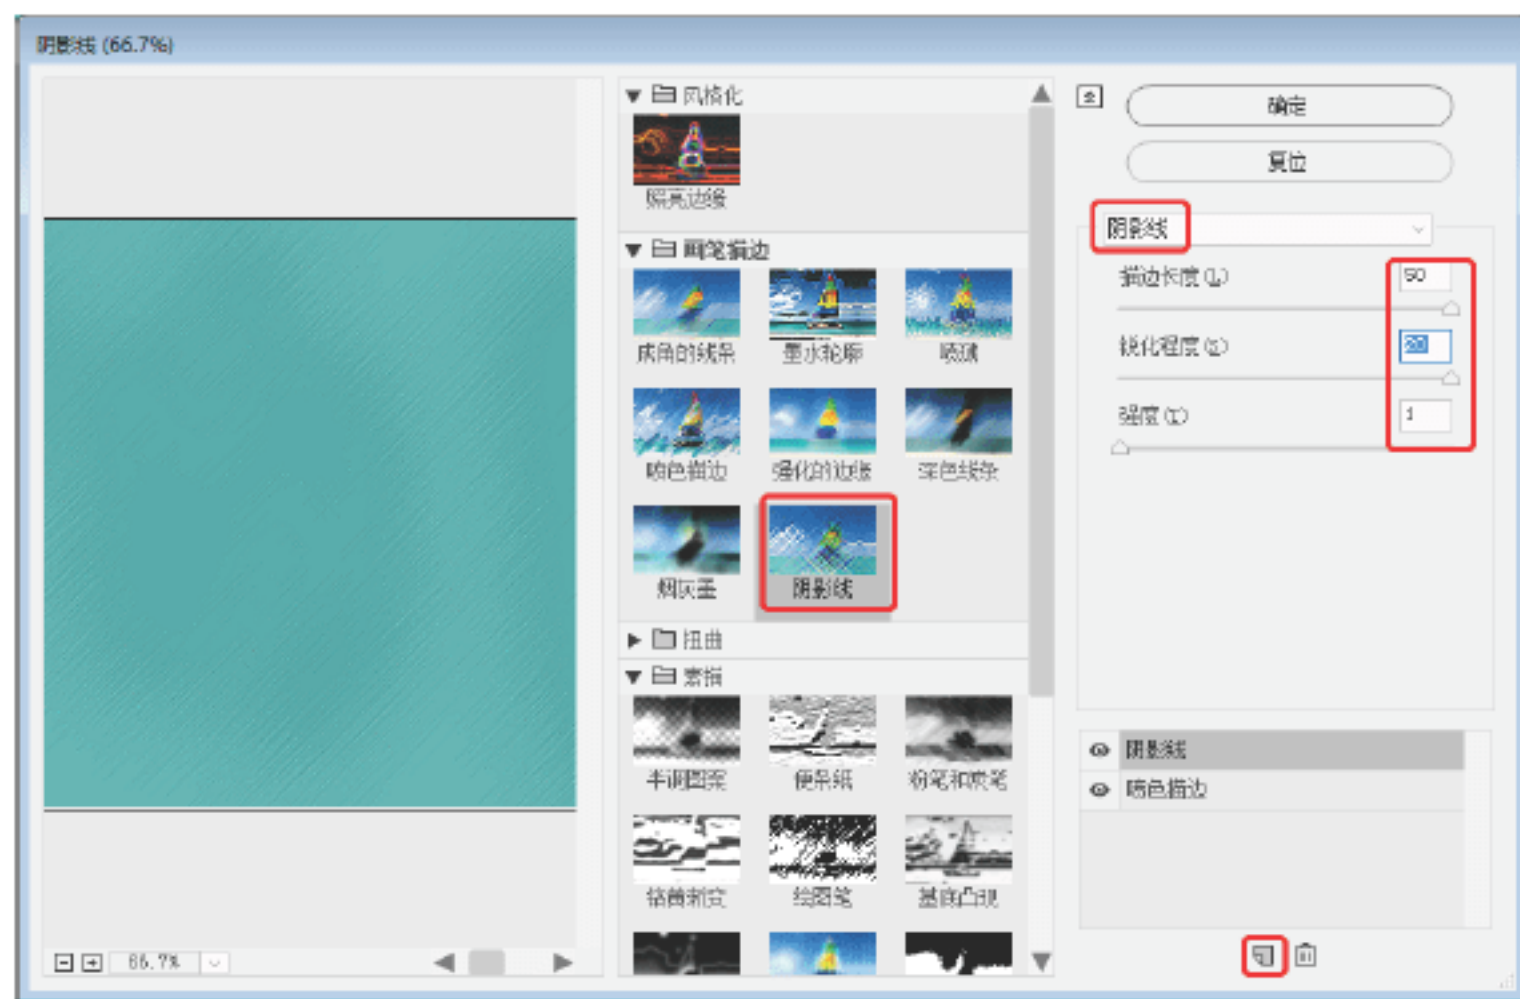 阴影线 (66.7%)
风格化
照亮边缘
画笔描边
成角的线条
墨水轮廓
喷溅
喷色描边
强化的边缘
深色线条
烟灰墨
阴影线
扭曲
素描
半调图案
便条纸
粉笔和炭笔
铬黄渐变
绘图笔
基底凸现
66.7%
确定
复位
阴影线
描边长度(L)
50
锐化程度(S)
20
强度(T)
1
阴影线
喷色描边